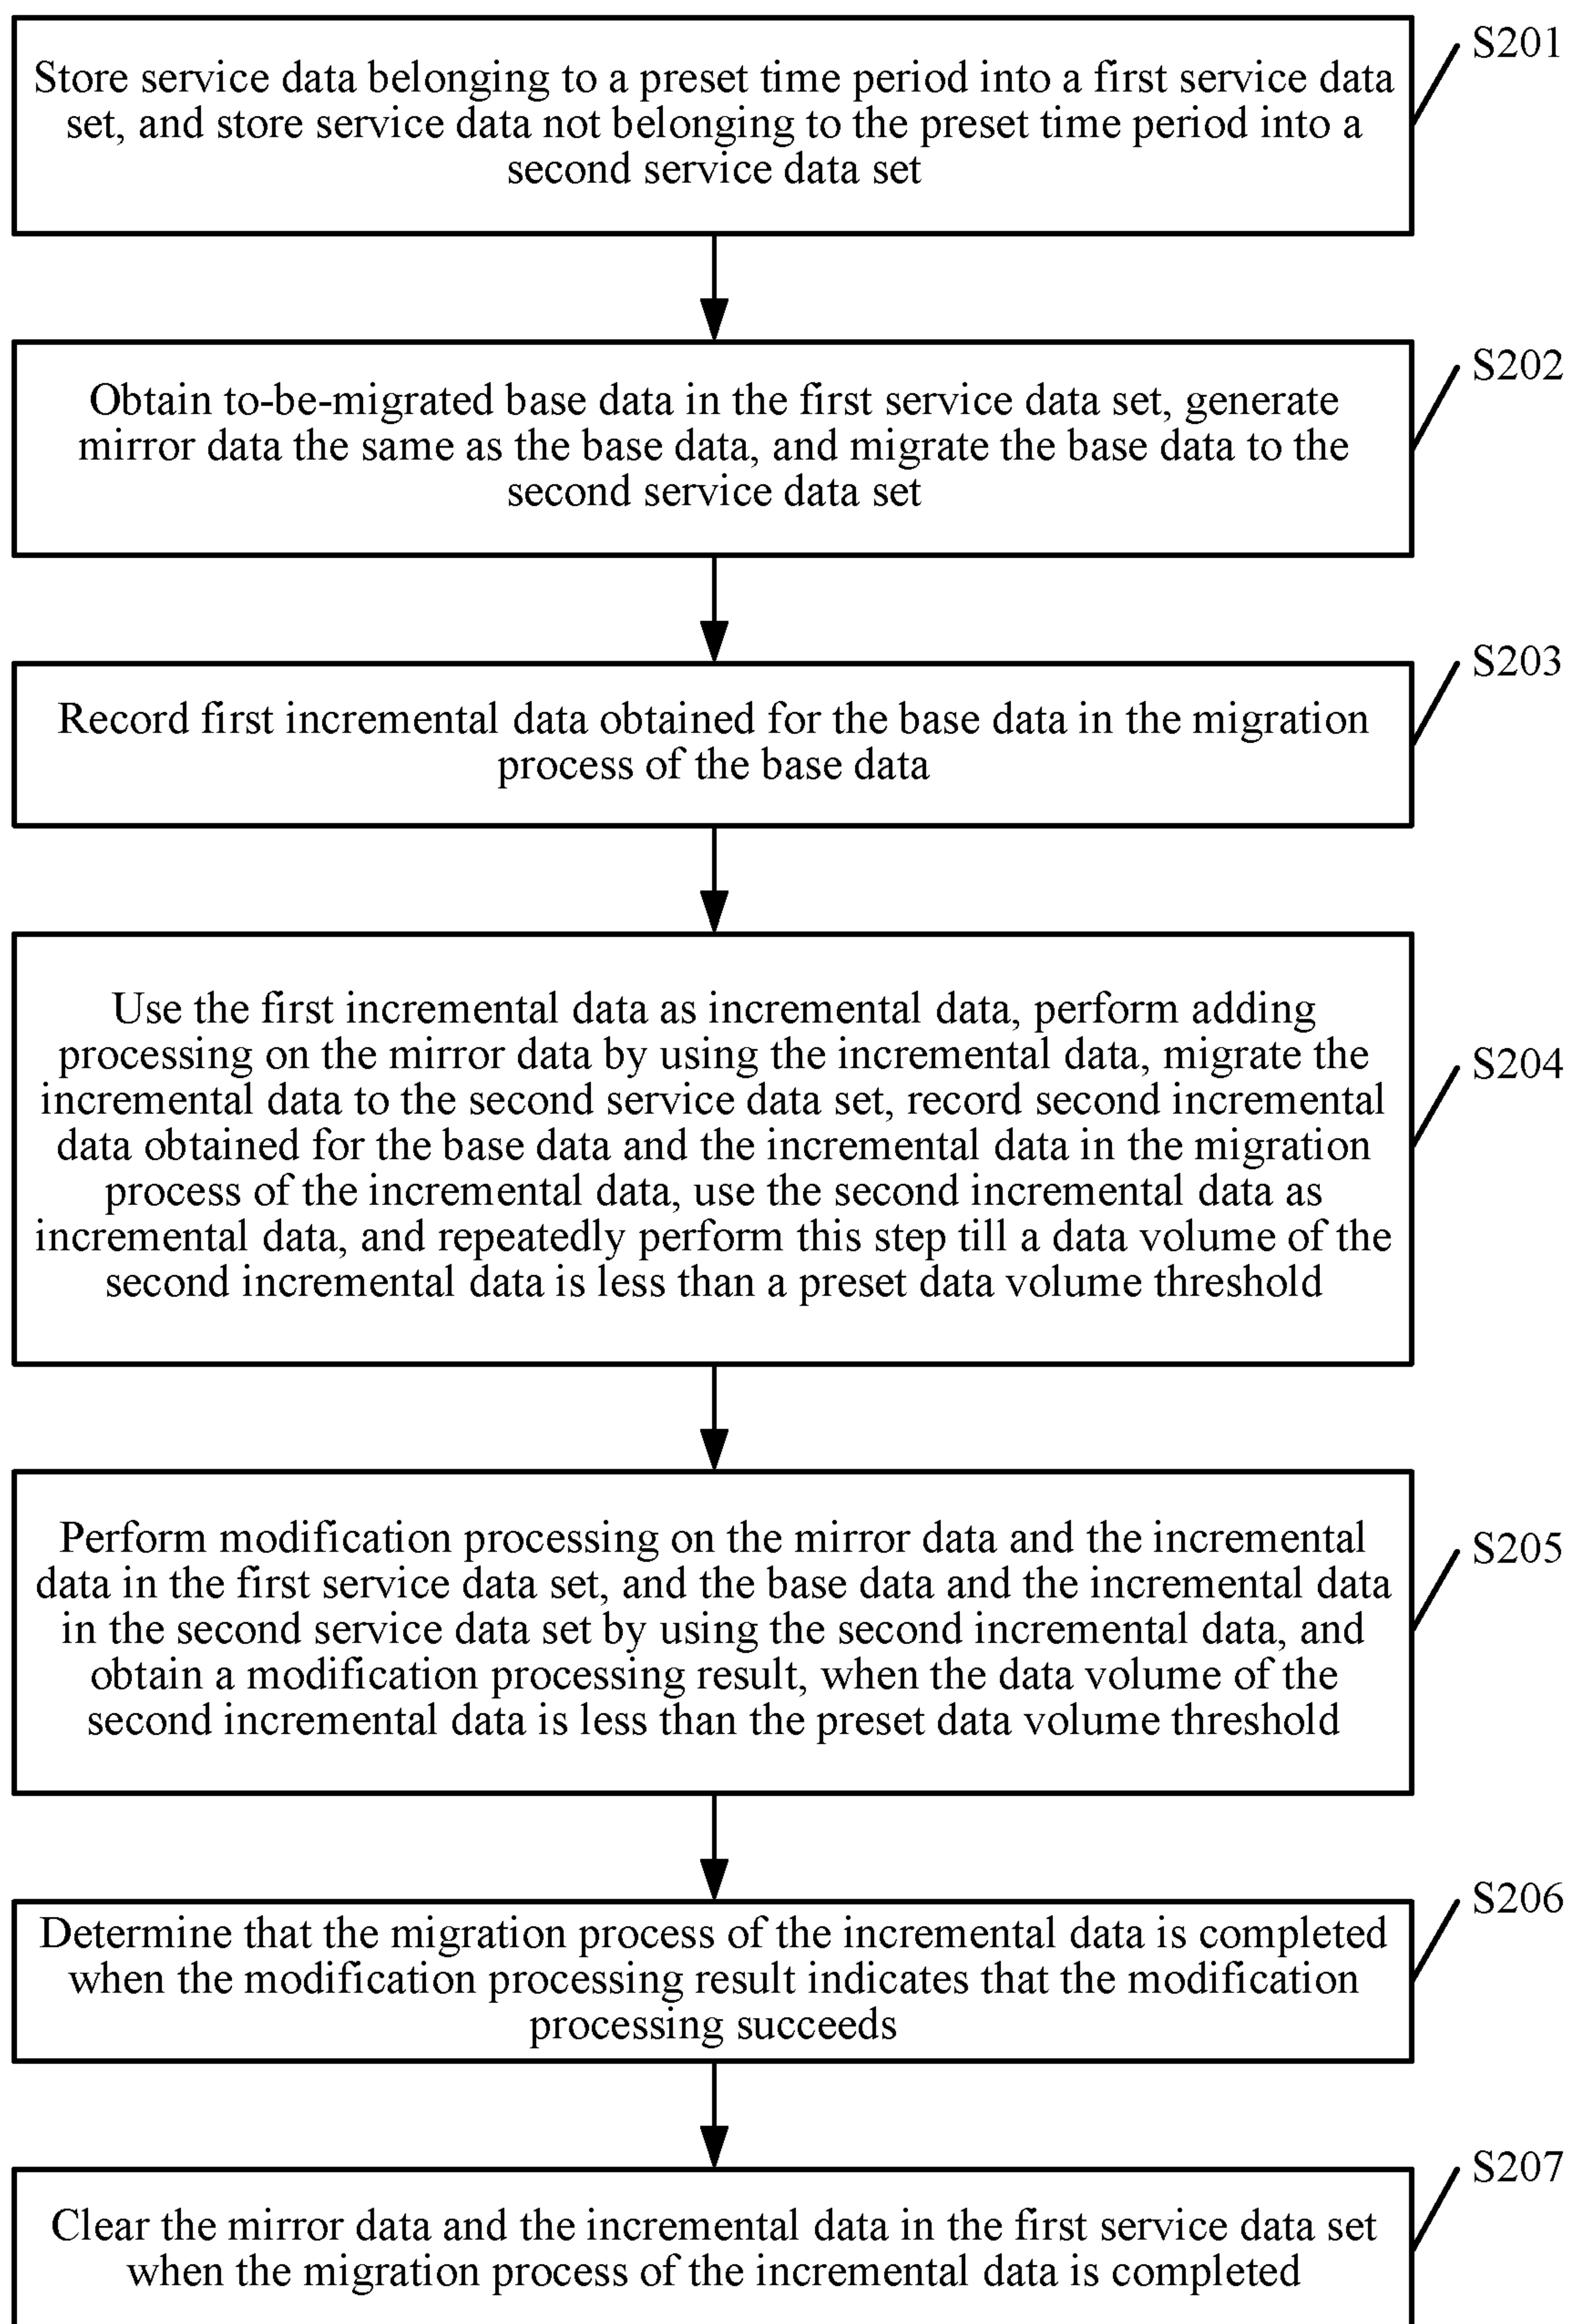 S201
Store service data belonging to a preset time period into a first service data
set, and store service data not belonging to the preset time period into a
second service data set
S202
Obtain to-be-migrated base data in the first service data set, generate
mirror data the same as the base data, and migrate the base data to the
second service data set
S203
Record first incremental data obtained for the base data in the migration
process of the base data
S204
Use the first incremental data as incremental data, perform adding
processing on the mirror data by using the incremental data, migrate the
incremental data to the second service data set, record second incremental
data obtained for the base data and the incremental data in the migration
process of the incremental data, use the second incremental data as
incremental data, and repeatedly perform this step till a data volume of the
second incremental data is less than a preset data volume threshold
S205
Perform modification processing on the mirror data and the incremental
data in the first service data set, and the base data and the incremental data
in the second service data set by using the second incremental data, and
obtain a modification processing result, when the data volume of the
second incremental data is less than the preset data volume threshold
S206
Determine that the migration process of the incremental data is completed
when the modification processing result indicates that the modification
processing succeeds
S207
Clear the mirror data and the incremental data in the first service data set
when the migration process of the incremental data is completed